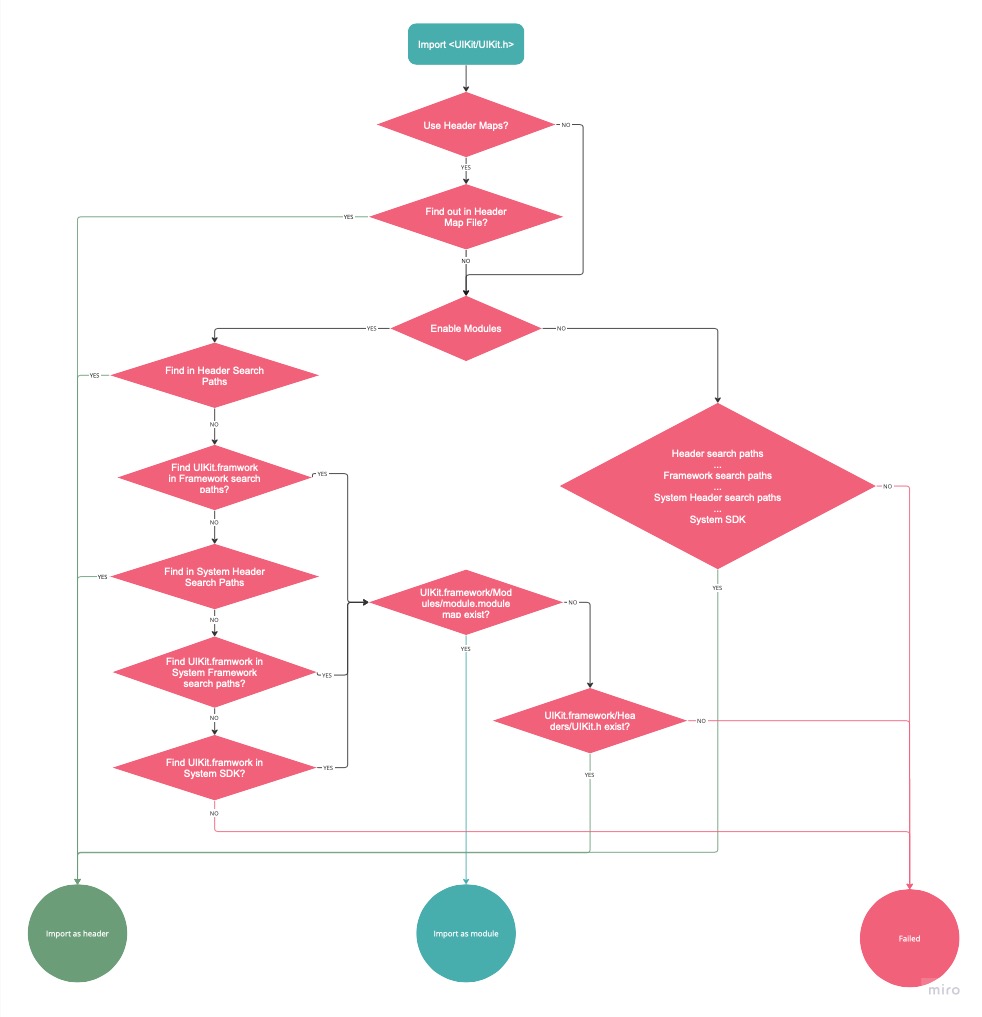 Import <UIKit/UIKit.h>
Use Header Maps?
NO
YES
Find out in Header
Map File?
YES
NO
Enable Modules
YES
NO
Find in Header Search
Paths
YES
NO
Header search paths
...
Framework search paths
...
System Header search paths
...
System SDK
NO
YES
Find UIKit.framwork
in Framework search
paths?
YES
NO
Find in System Header
Search Paths
YES
NO
UIKit.framework/Mod
ules/module.module
map exist?
NO
YES
Find UIKit.framwork in
System Framework
search paths?
YES
NO
UIKit.framework/Hea
ders/UIKit.h exist?
NO
YES
Find UIKit.framwork in
System SDK?
YES
NO
Import as header
Import as module
Failed
miro